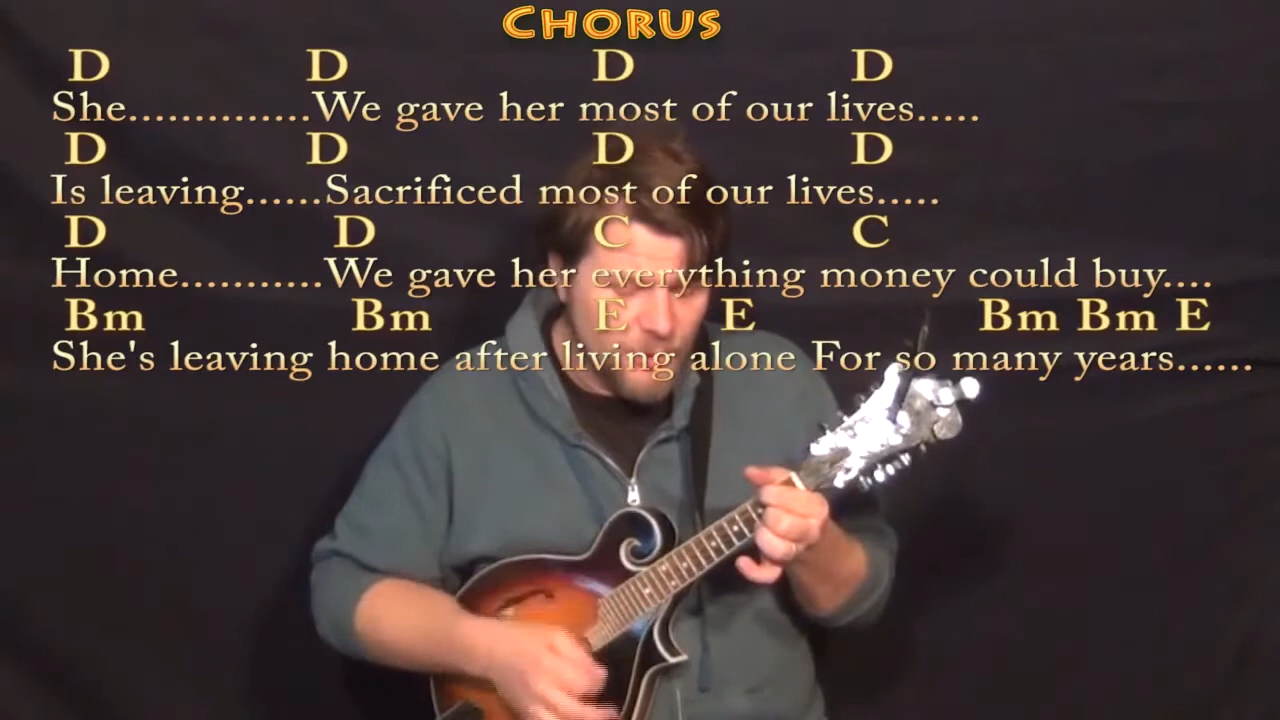 CHORUS
D D D D
She..............We gave her most of our lives.....
D D D D
Is leaving......Sacrificed most of our lives.....
D D C C
Home...........We gave her everything money could buy....
Bm Bm E E Bm Bm E
She's leaving home after living alone For so many years......